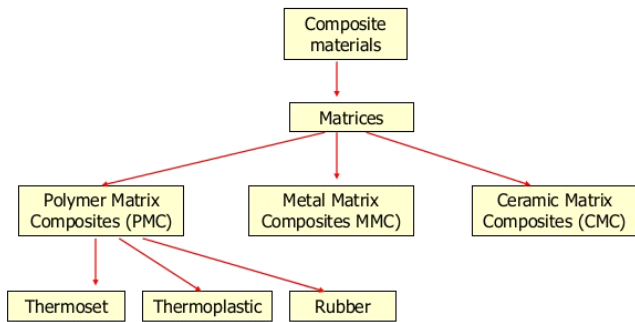 Composite
materials
Matrices
Polymer Matrix
Composites (PMC)
Metal Matrix
Composites MMC)
Ceramic Matrix
Composites (CMC)
Thermoset
Thermoplastic
Rubber